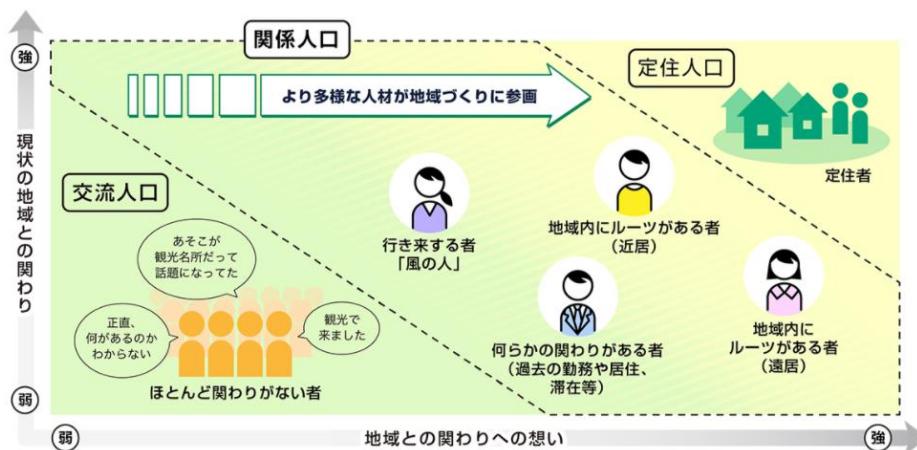 強
現状の地域との関わり
弱
関係人口
より多様な人材が地域づくりに参画
定住人口
定住者
交流人口
あそこが
観光名所だって
話題になってた
正直、
何があるのか
わからない
観光で
来ました
ほとんど関わりがない者
行き来する者
「風の人」
地域内にルーツがある者
（近居）
何らかの関わりがある者
（過去の勤務や居住、
滞在等）
地域内に
ルーツがある者
（遠居）
弱
地域との関わりへの想い
強